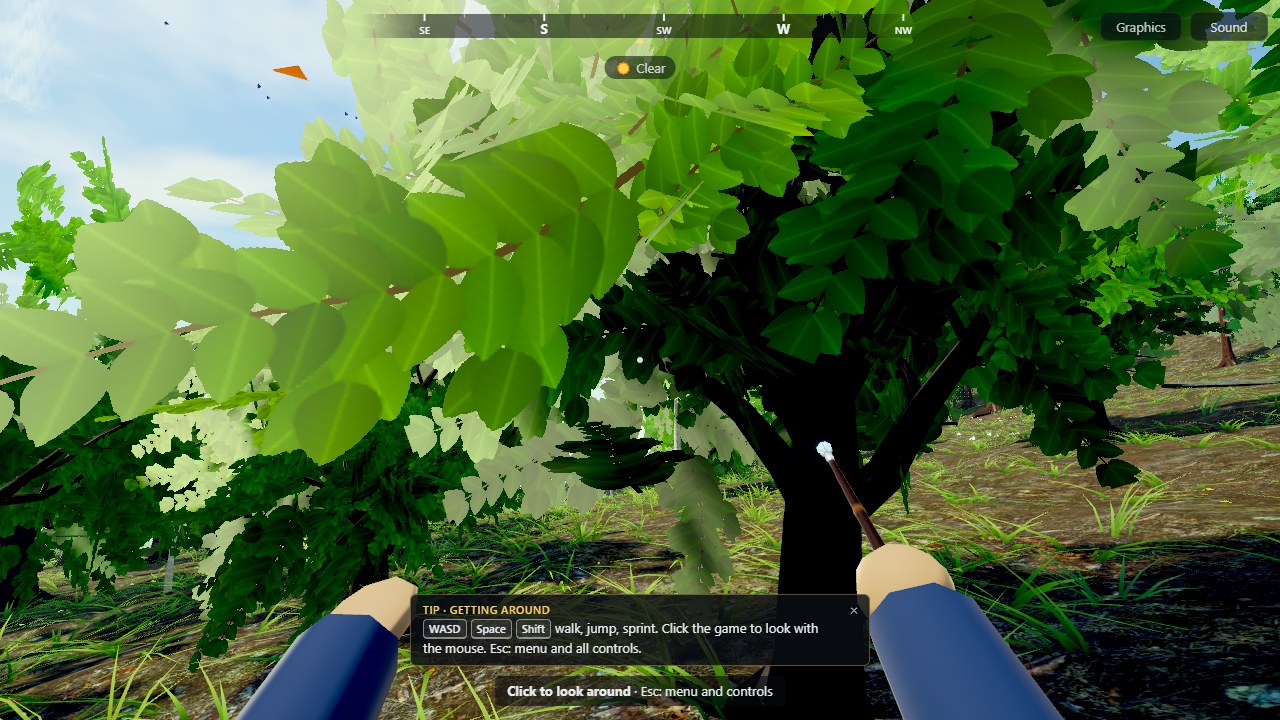 SE S SW W NW
Graphics
Sound
Clear
TIP · GETTING AROUND
WASD Space Shift walk, jump, sprint. Click the game to look with
the mouse. Esc: menu and all controls.
Click to look around · Esc: menu and controls